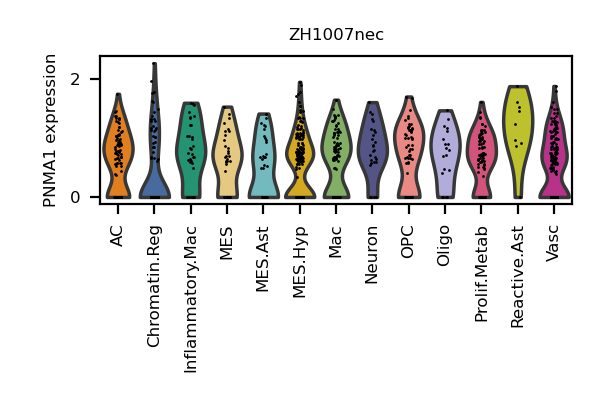 ZH1007nec
PNMA1 expression
2
0
AC
Chromatin.Reg
Inflammatory.Mac
MES
MES.Ast
MES.Hyp
Mac
Neuron
OPC
Oligo
Prolif.Metab
Reactive.Ast
Vasc